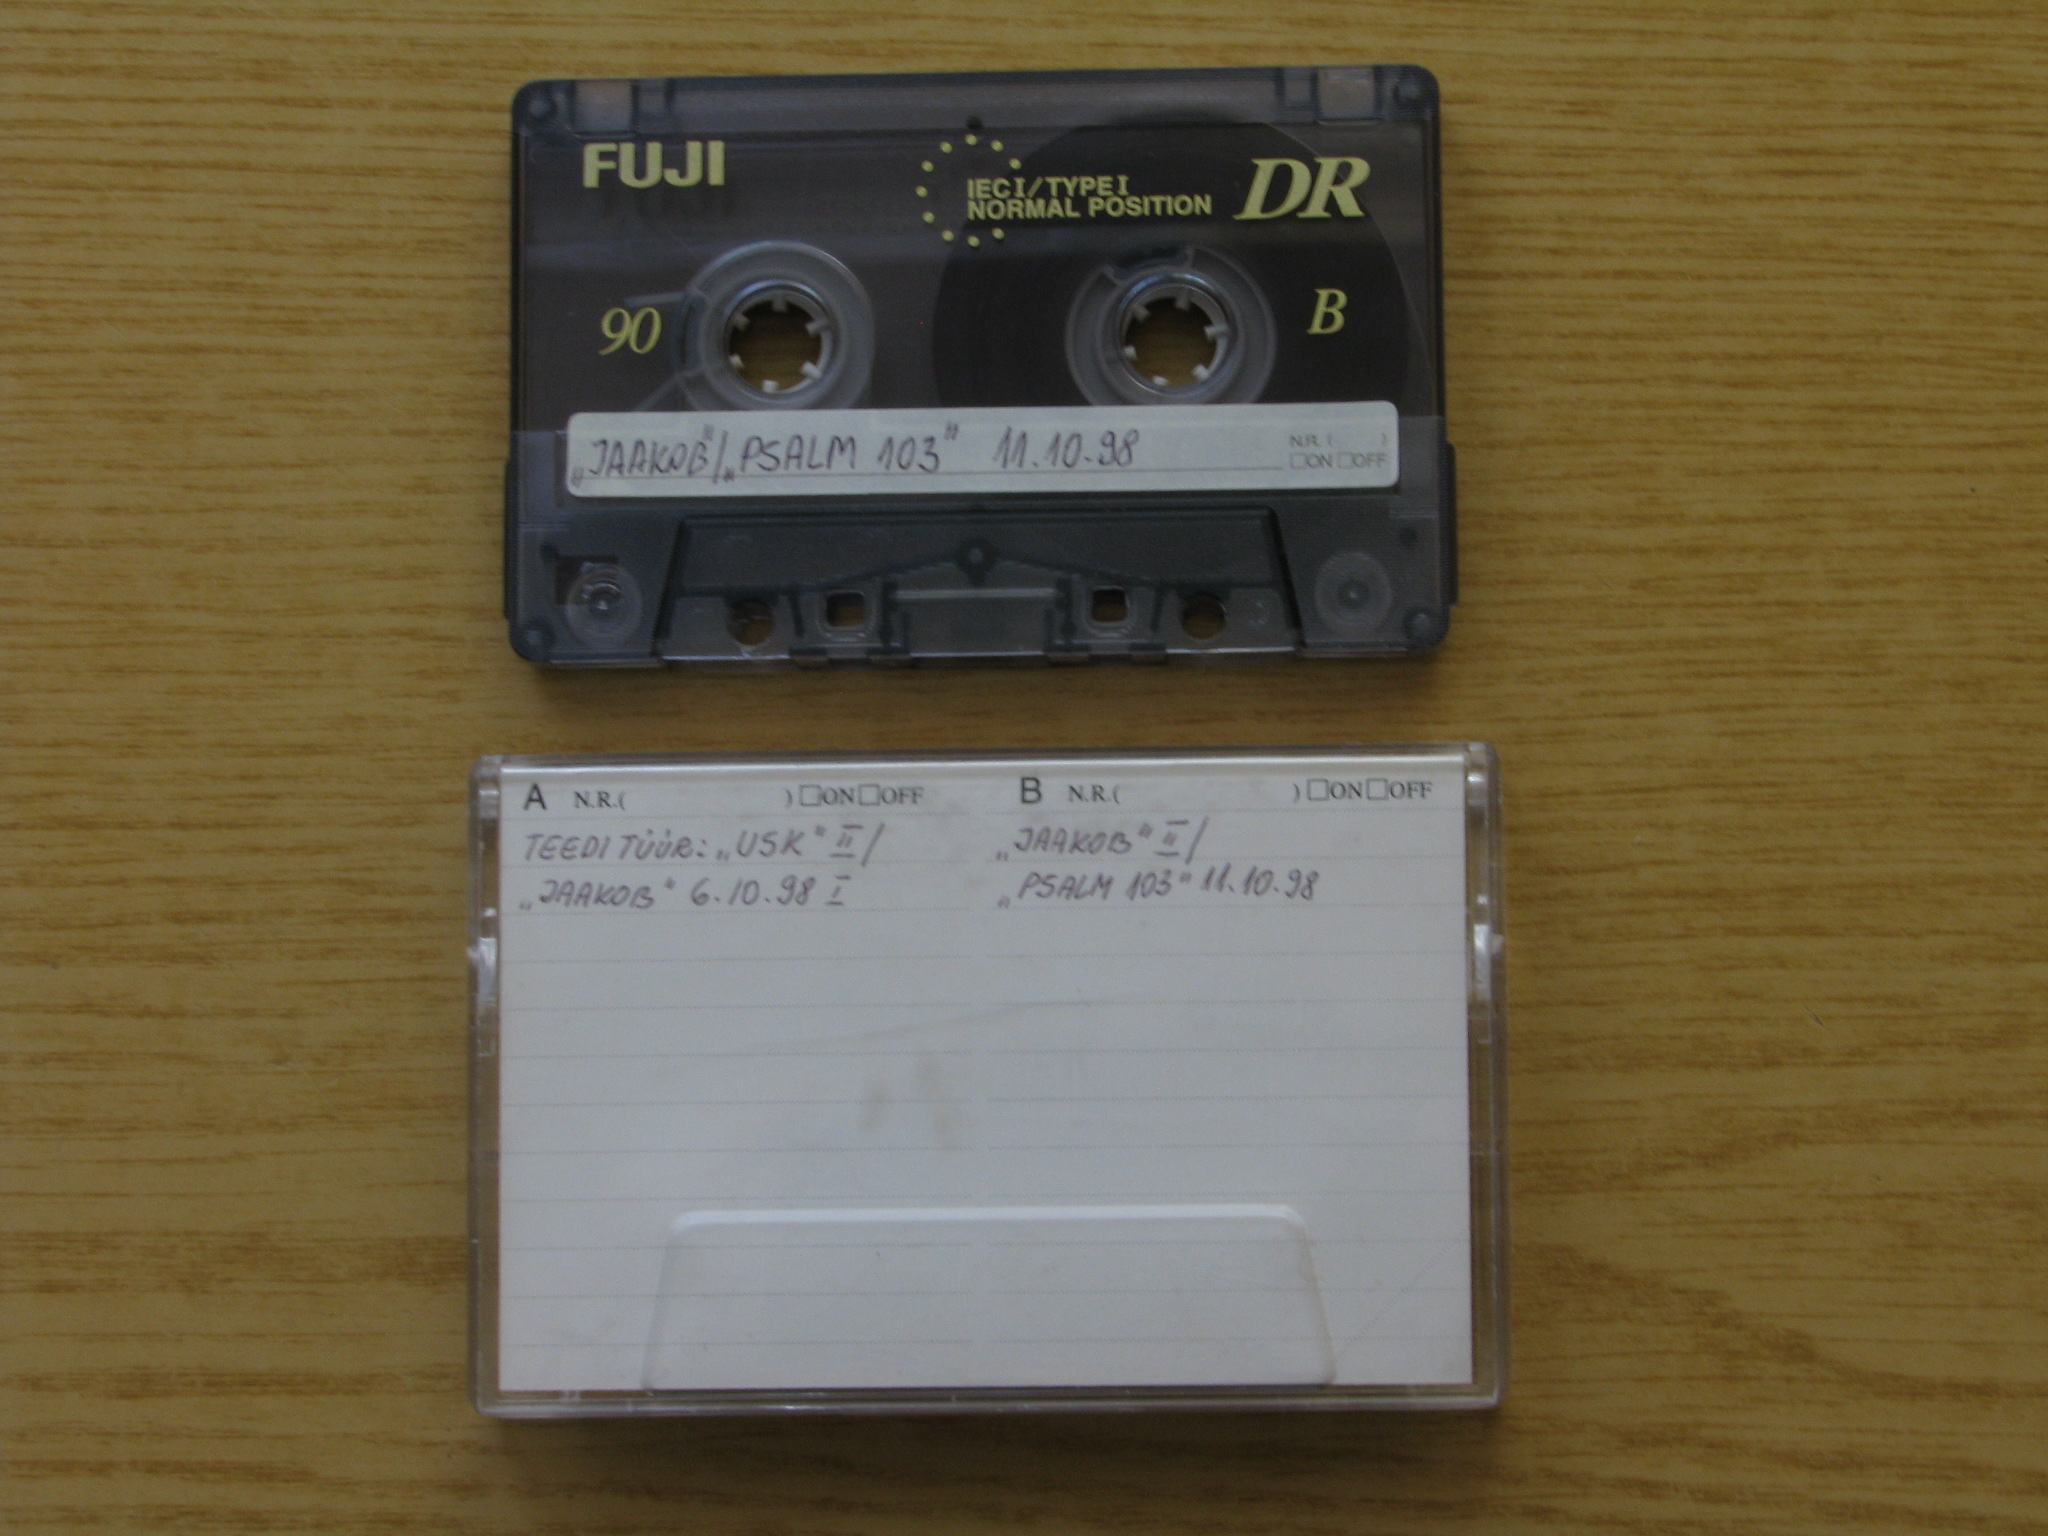 FUJI
IEC I/TYPE I
NORMAL POSITION
DR
90
B
„JAAKOB"/„PSALM 103" 11.10.98
N.R. ( )
☐ON ☐OFF
A N.R.( ) ☐ON☐OFF
TEEDI TÜÜR: „USK" II/
„JAAKOB" 6.10.98 I
B N.R.( ) ☐ON☐OFF
„JAAKOB" II/
„PSALM 103" 11.10.98